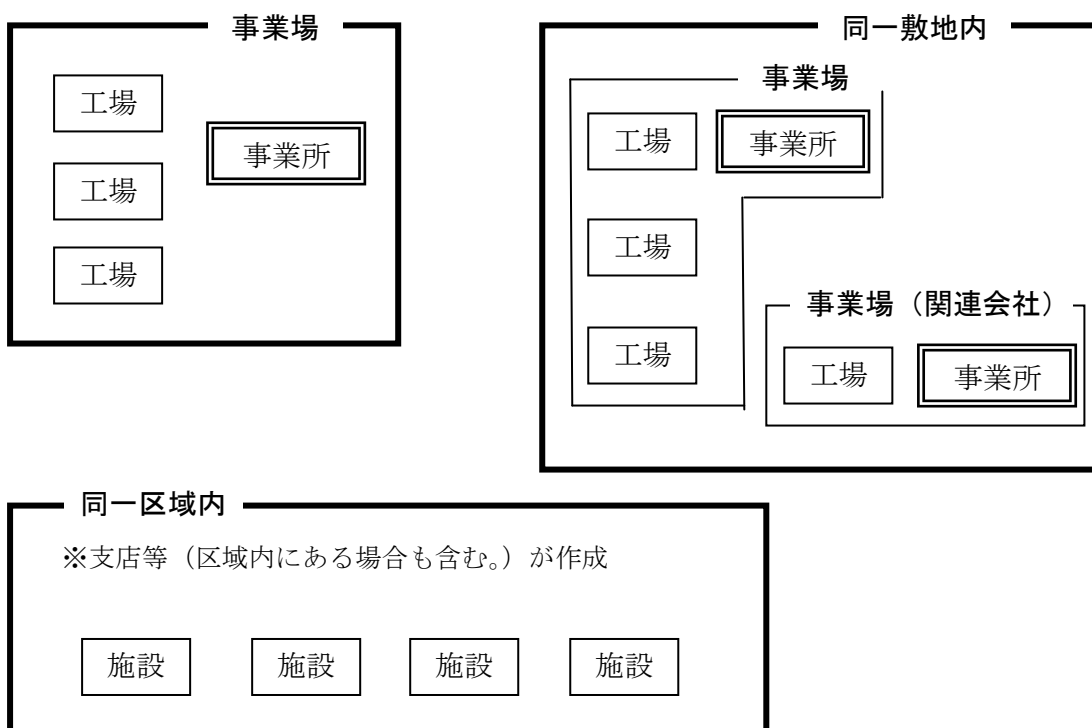 事業場
工場
事業所
工場
工場
同一敷地内
事業場
工場
事業所
工場
工場
事業場（関連会社）
工場
事業所
同一区域内
※支店等（区域内にある場合も含む。）が作成
施設
施設
施設
施設